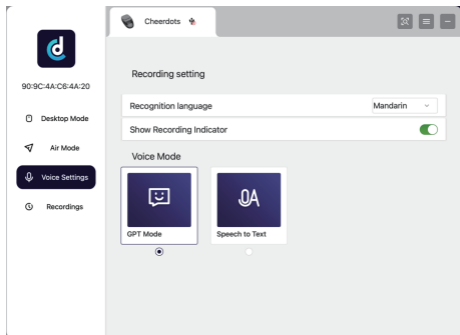 Cheerdots
90:9C:4A:C6:4A:20
Desktop Mode
Air Mode
Voice Settings
Recordings
Recording setting
Recognition language
Mandarin
Show Recording Indicator
Voice Mode
GPT Mode
Speech to Text